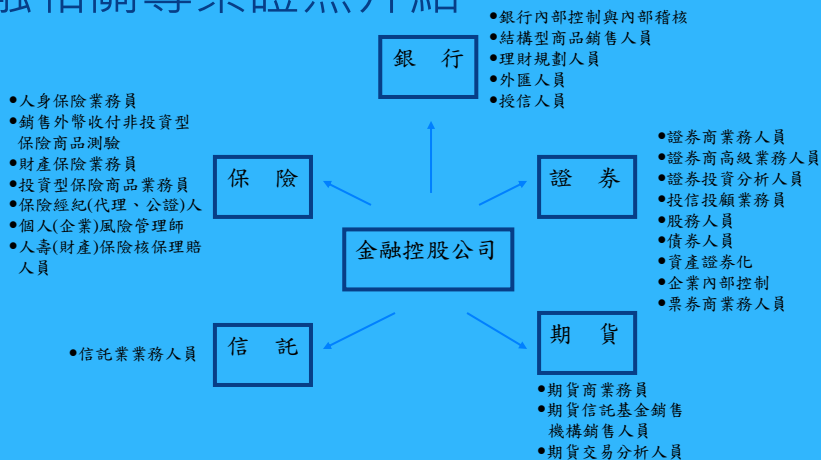 融相關專業證照介紹
銀 行
●銀行內部控制與內部稽核
●結構型商品銷售人員
●理財規劃人員
●外匯人員
●授信人員
●人身保險業務員
●銷售外幣收付非投資型
保險商品測驗
●財產保險業務員
●投資型保險商品業務員
●保險經紀(代理、公證)人
●個人(企業)風險管理師
●人壽(財產)保險核保理賠
人員
保 險
證 券
●證券商業務人員
●證券商高級業務人員
●證券投資分析人員
●投信投顧業務員
●股務人員
●債券人員
●資產證券化
●企業內部控制
●票券商業務人員
金融控股公司
●信託業業務人員
信 託
期 貨
●期貨商業務員
●期貨信託基金銷售
機構銷售人員
●期貨交易分析人員